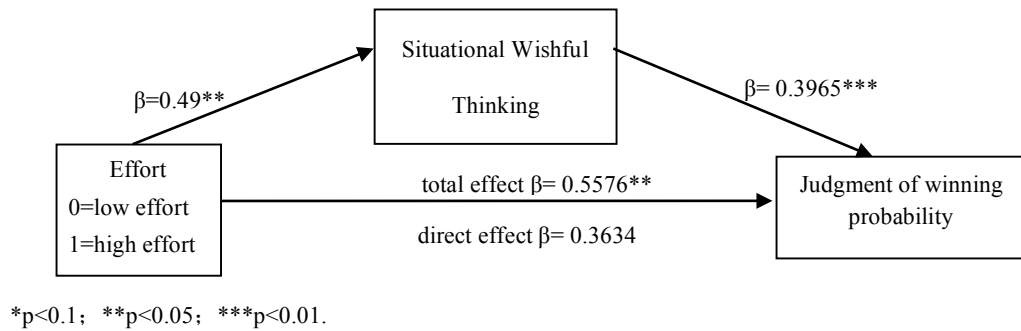 Situational Wishful
Thinking
β=0.49**
β= 0.3965***
Effort
0=low effort
1=high effort
total effect β= 0.5576**
direct effect β= 0.3634
Judgment of winning
probability
*p<0.1；**p<0.05；***p<0.01.